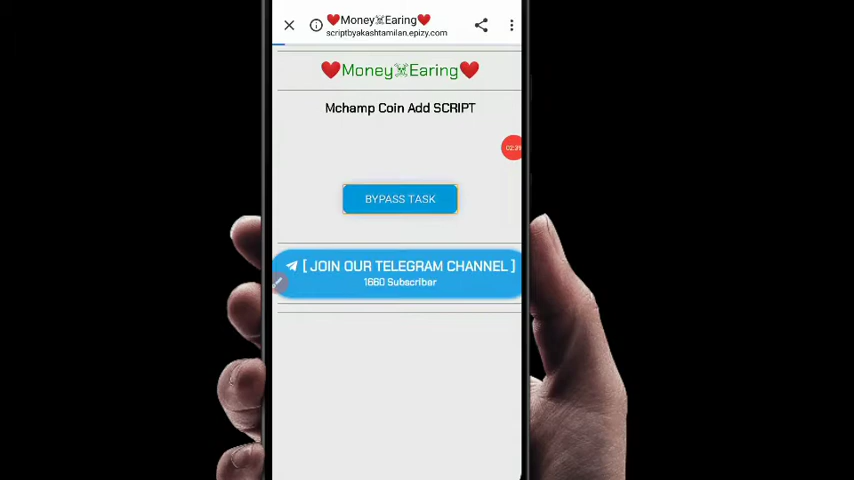 ❤️Money☠Earing❤️
scriptbyakashtamilan.epizy.com
❤️Money☠Earing❤️
Mchamp Coin Add SCRIPT
BYPASS TASK
[ JOIN OUR TELEGRAM CHANNEL ]
1660 Subscriber